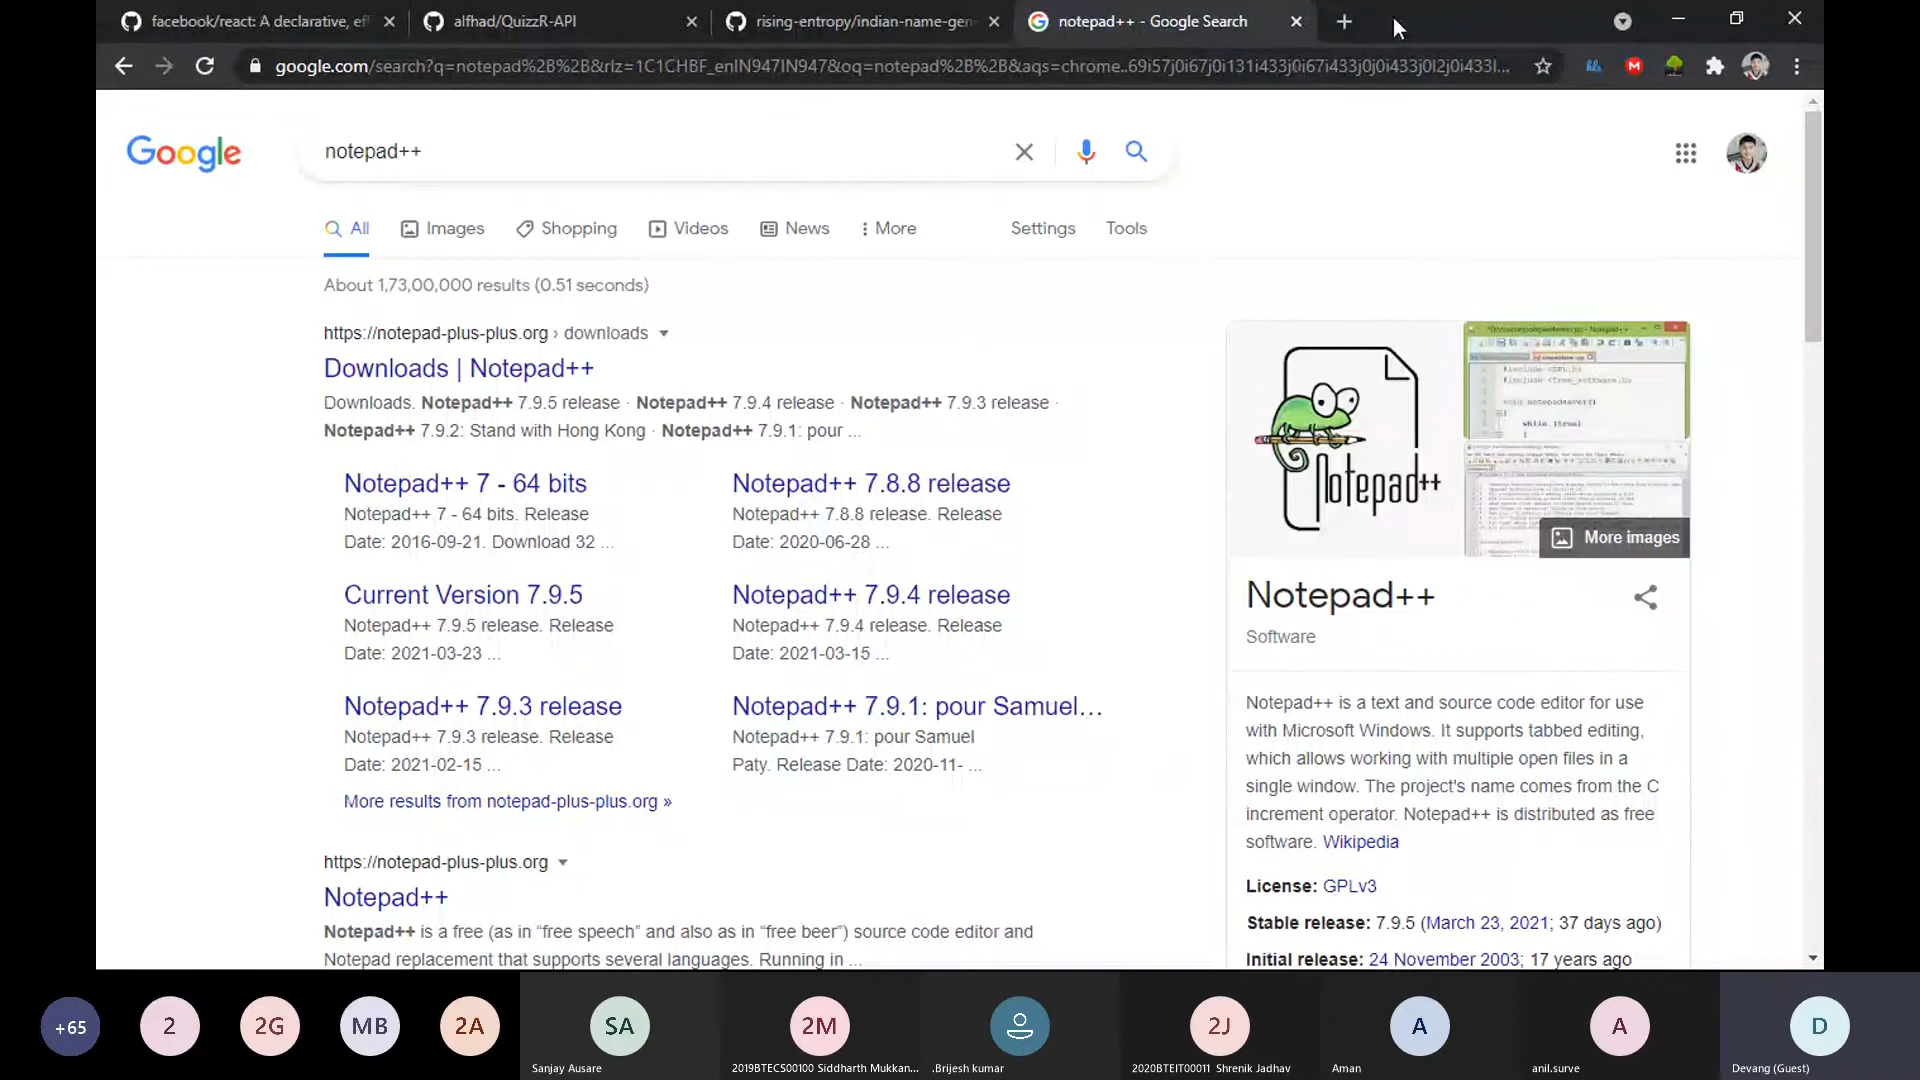 facebook/react: A declarative, ef
alfhad/QuizzR-API
rising-entropy/indian-name-gen
notepad++ - Google Search
google.com/search?q=notepad%2B%2B&rlz=1C1CHBF_enIN947IN947&oq=notepad%2B%2B&aqs=chrome..69i57j0i67j0i131i433j0i67i433j0j0i433j0l2j0i433l...
Google
notepad++
All
Images
Shopping
Videos
News
More
Settings
Tools
About 1,73,00,000 results (0.51 seconds)
https://notepad-plus-plus.org › downloads
Downloads | Notepad++
Downloads. Notepad++ 7.9.5 release · Notepad++ 7.9.4 release · Notepad++ 7.9.3 release ·
Notepad++ 7.9.2: Stand with Hong Kong · Notepad++ 7.9.1: pour ...
Notepad++ 7 - 64 bits
Notepad++ 7 - 64 bits. Release
Date: 2016-09-21. Download 32 ...
Notepad++ 7.8.8 release
Notepad++ 7.8.8 release. Release
Date: 2020-06-28 ...
Current Version 7.9.5
Notepad++ 7.9.5 release. Release
Date: 2021-03-23 ...
Notepad++ 7.9.4 release
Notepad++ 7.9.4 release. Release
Date: 2021-03-15 ...
Notepad++ 7.9.3 release
Notepad++ 7.9.3 release. Release
Date: 2021-02-15 ...
Notepad++ 7.9.1: pour Samuel...
Notepad++ 7.9.1: pour Samuel
Paty. Release Date: 2020-11- ...
More results from notepad-plus-plus.org »
https://notepad-plus-plus.org
Notepad++
Notepad++ is a free (as in “free speech” and also as in “free beer”) source code editor and
Notepad replacement that supports several languages. Running in ...
Notepad++
while (true)
More images
Notepad++
Software
Notepad++ is a text and source code editor for use
with Microsoft Windows. It supports tabbed editing,
which allows working with multiple open files in a
single window. The project's name comes from the C
increment operator. Notepad++ is distributed as free
software. Wikipedia
License: GPLv3
Stable release: 7.9.5 (March 23, 2021; 37 days ago)
Initial release: 24 November 2003; 17 years ago
+65
2
2G
MB
2A
SA
Sanjay Ausare
2M
2019BTECS00100 Siddharth Mukkan...
.Brijesh kumar
2J
2020BTEIT00011 Shrenik Jadhav
A
Aman
A
anil.surve
D
Devang (Guest)